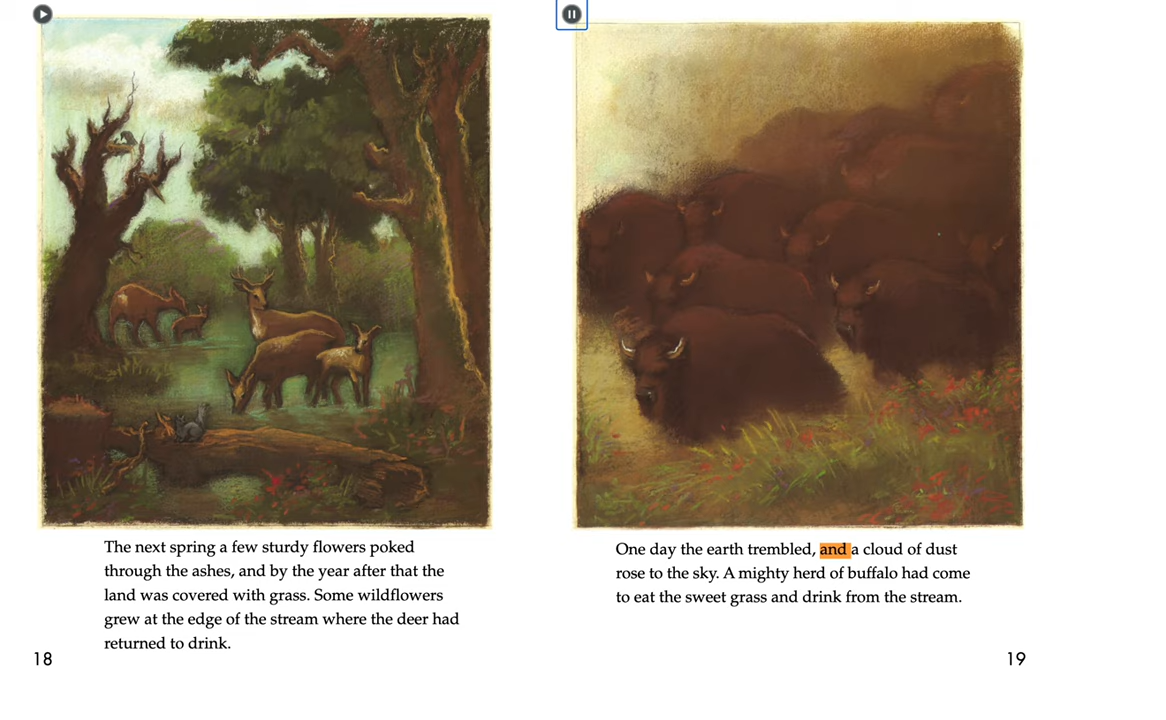 The next spring a few sturdy flowers poked
through the ashes, and by the year after that the
land was covered with grass. Some wildflowers
grew at the edge of the stream where the deer had
returned to drink.
18
One day the earth trembled, and a cloud of dust
rose to the sky. A mighty herd of buffalo had come
to eat the sweet grass and drink from the stream.
19